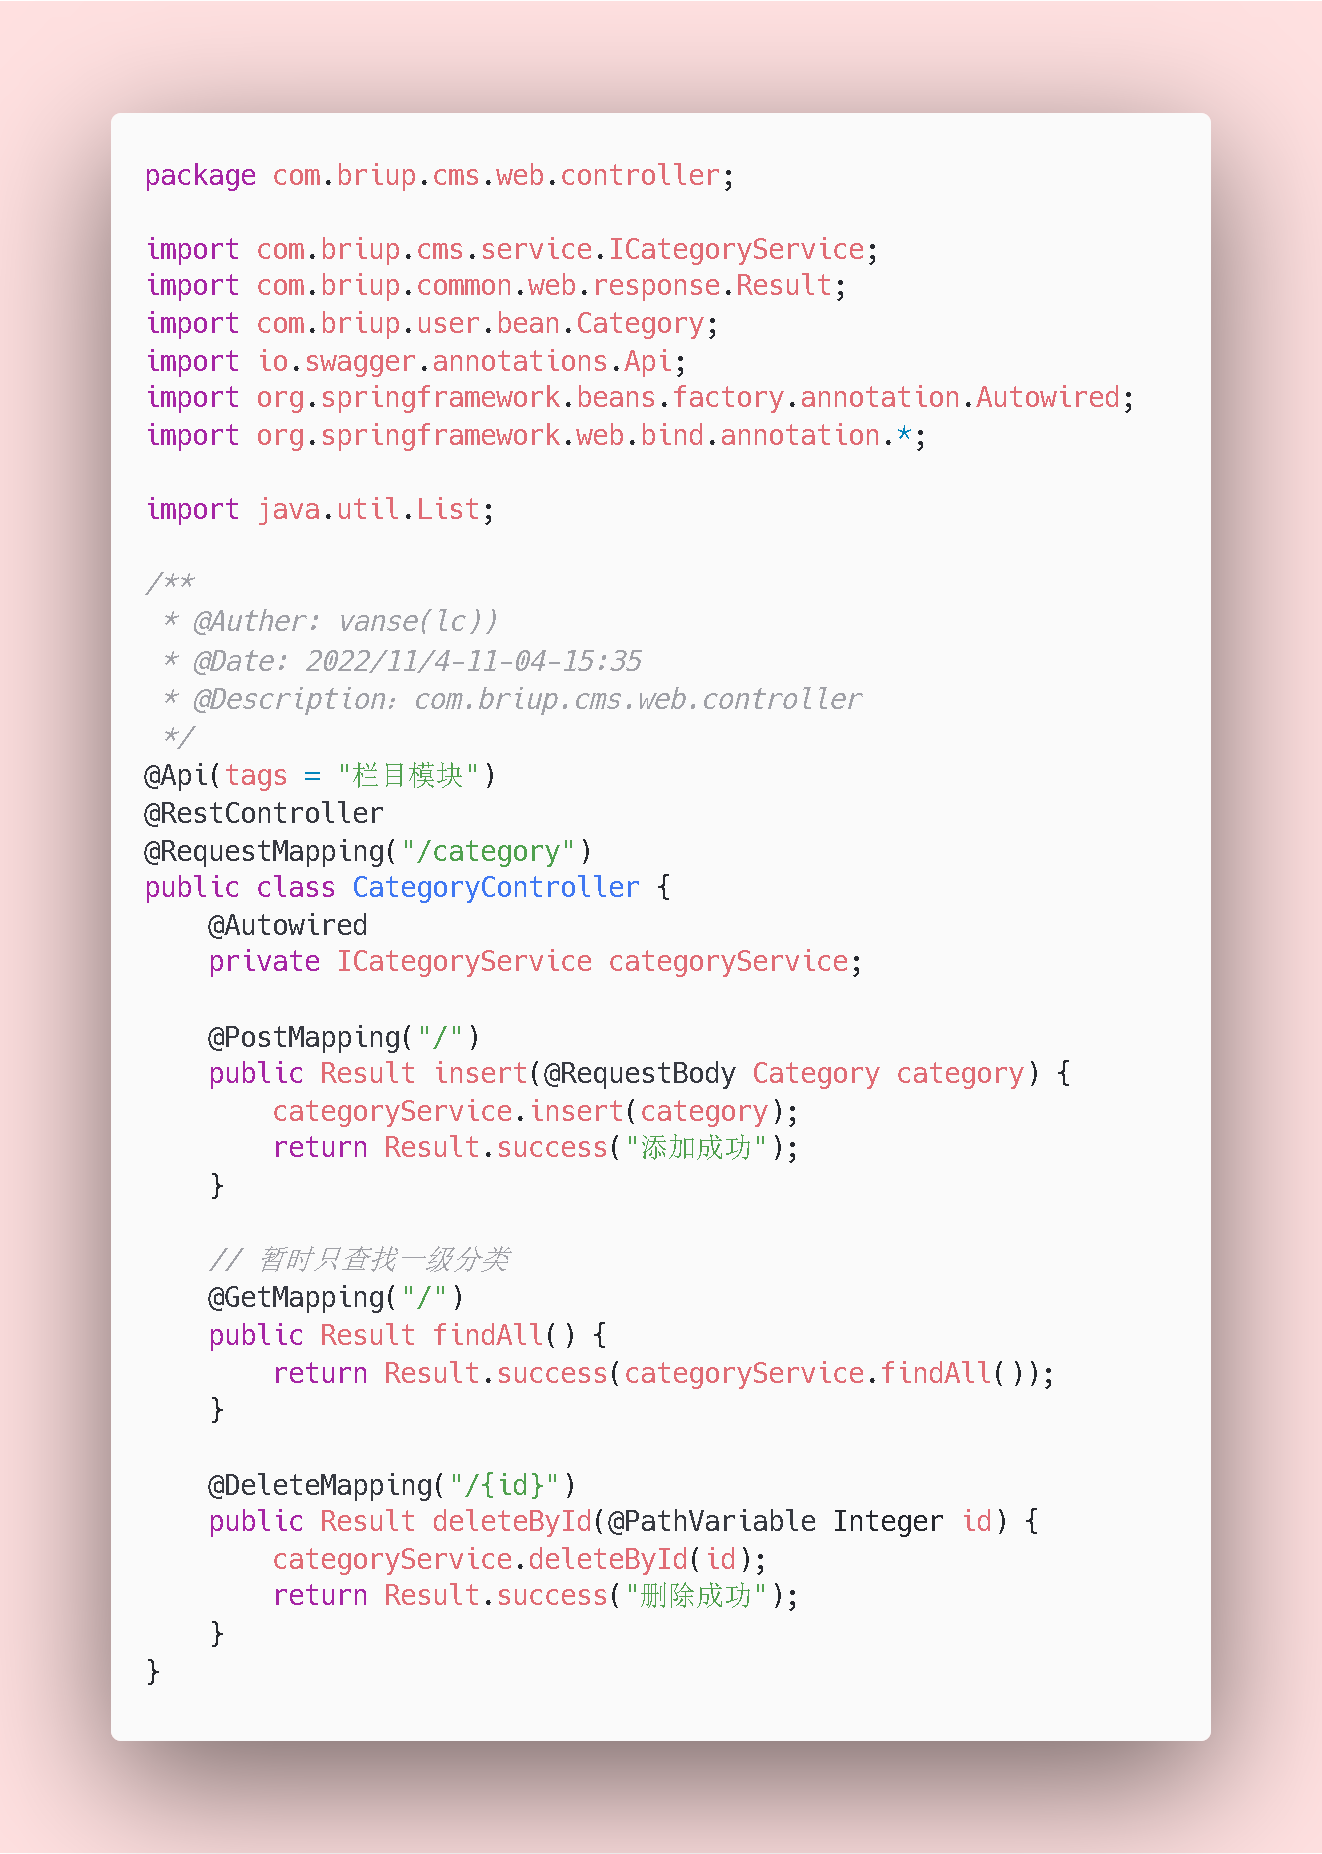 package com.briup.cms.web.controller;

import com.briup.cms.service.ICategoryService;
import com.briup.common.web.response.Result;
import com.briup.user.bean.Category;
import io.swagger.annotations.Api;
import org.springframework.beans.factory.annotation.Autowired;
import org.springframework.web.bind.annotation.*;

import java.util.List;

/**
 * @Auther: vanse(lc))
 * @Date: 2022/11/4-11-04-15:35
 * @Description：com.briup.cms.web.controller
 */
@Api(tags = "栏目模块")
@RestController
@RequestMapping("/category")
public class CategoryController {
    @Autowired
    private ICategoryService categoryService;

    @PostMapping("/")
    public Result insert(@RequestBody Category category) {
        categoryService.insert(category);
        return Result.success("添加成功");
    }

    // 暂时只查找一级分类
    @GetMapping("/")
    public Result findAll() {
        return Result.success(categoryService.findAll());
    }

    @DeleteMapping("/{id}")
    public Result deleteById(@PathVariable Integer id) {
        categoryService.deleteById(id);
        return Result.success("删除成功");
    }
}